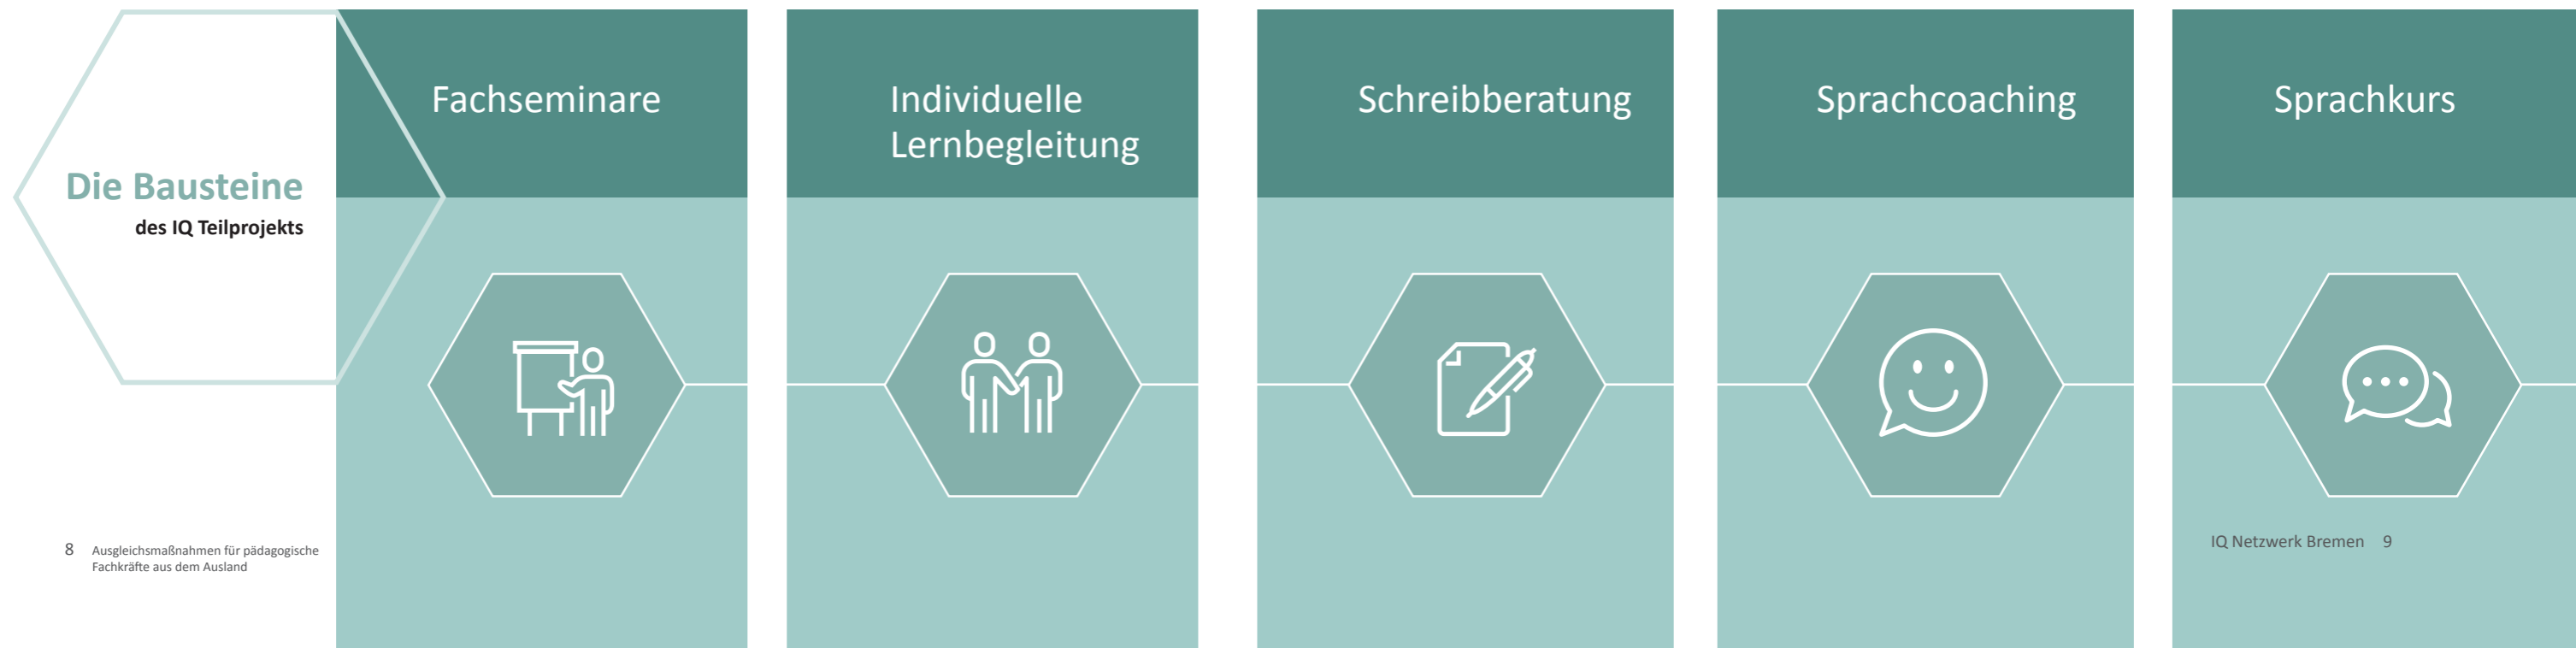 Die Bausteine
des IQ Teilprojekts
Fachseminare
Individuelle
Lernbegleitung
Schreibberatung
Sprachcoaching
Sprachkurs
8 Ausgleichsmaßnahmen für pädagogische
Fachkräfte aus dem Ausland
IQ Netzwerk Bremen 9